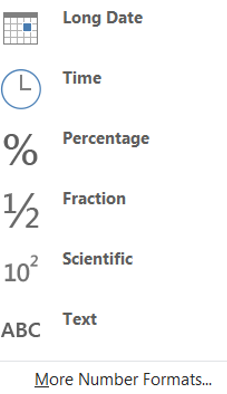 Long Date
Time
% Percentage
½ Fraction
10² Scientific
ABC Text
More Number Formats...